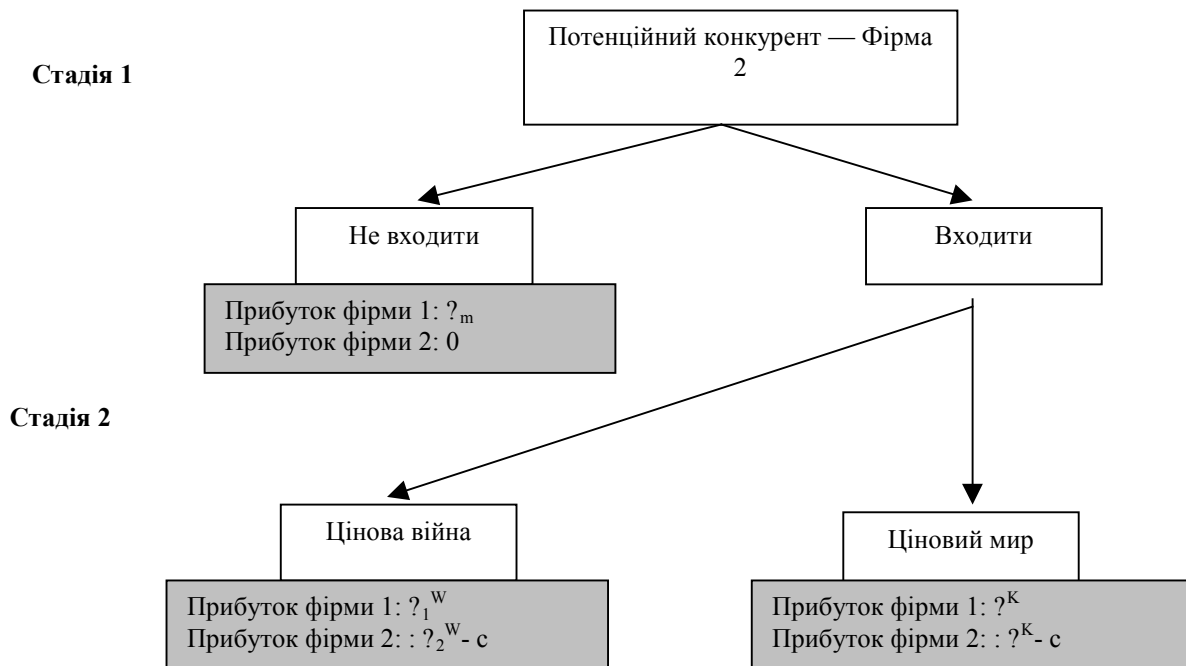 Потенційний конкурент — Фірма
2
Стадія 1
Не входити
Входити
Прибуток фірми 1: ?m
Прибуток фірми 2: 0
Стадія 2
Цінова війна
Ціновий мир
Прибуток фірми 1: ?1W
Прибуток фірми 2: : ?2W- c
Прибуток фірми 1: ?K
Прибуток фірми 2: : ?K- c